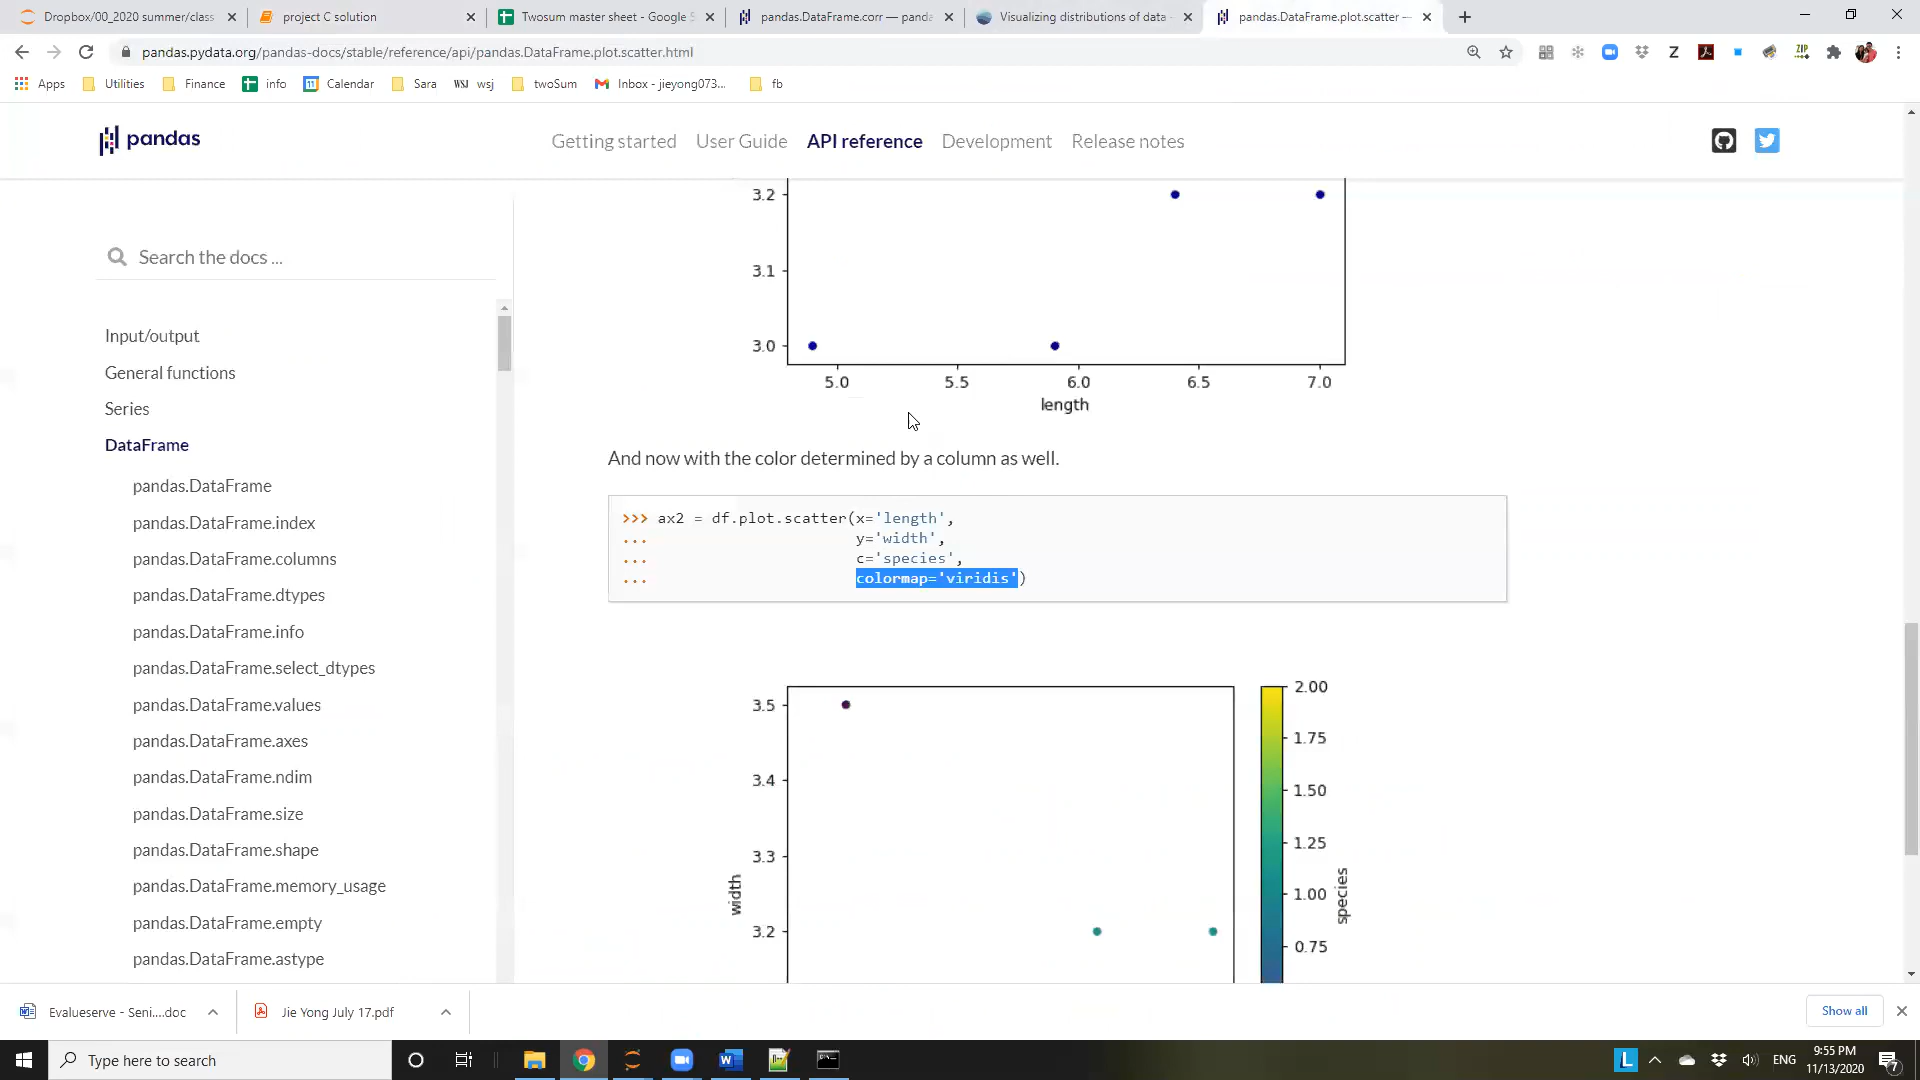 Dropbox/00_2020 summer/class
project C solution
Twosum master sheet - Google S
pandas.DataFrame.corr — panda
Visualizing distributions of data
pandas.DataFrame.plot.scatter —
pandas.pydata.org/pandas-docs/stable/reference/api/pandas.DataFrame.plot.scatter.html
Apps
Utilities
Finance
info
Calendar
Sara
WSJ wsj
twoSum
Inbox - jieyong073...
fb
pandas
Getting started
User Guide
API reference
Development
Release notes
Search the docs ...
Input/output
General functions
Series
DataFrame
pandas.DataFrame
pandas.DataFrame.index
pandas.DataFrame.columns
pandas.DataFrame.dtypes
pandas.DataFrame.info
pandas.DataFrame.select_dtypes
pandas.DataFrame.values
pandas.DataFrame.axes
pandas.DataFrame.ndim
pandas.DataFrame.size
pandas.DataFrame.shape
pandas.DataFrame.memory_usage
pandas.DataFrame.empty
pandas.DataFrame.astype
3.2
3.1
3.0
5.0 5.5 6.0 6.5 7.0
length
And now with the color determined by a column as well.
>>> ax2 = df.plot.scatter(x='length',
... y='width',
... c='species',
... colormap='viridis')
3.5
3.4
3.3
3.2
width
2.00
1.75
1.50
1.25
1.00
0.75
species
Evalueserve - Seni....doc
Jie Yong July 17.pdf
Show all
Type here to search
ENG
9:55 PM
11/13/2020
7